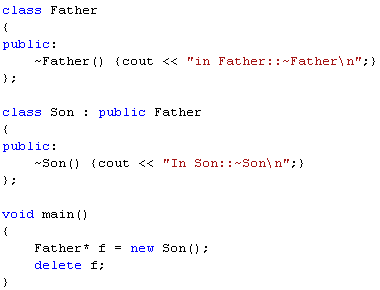 class Father
{
public:
    ~Father() {cout << "in Father::~Father\n";}
};
class Son : public Father
{
public:
    ~Son() {cout << "In Son::~Son\n";}
};
void main()
{
    Father* f = new Son();
    delete f;
}